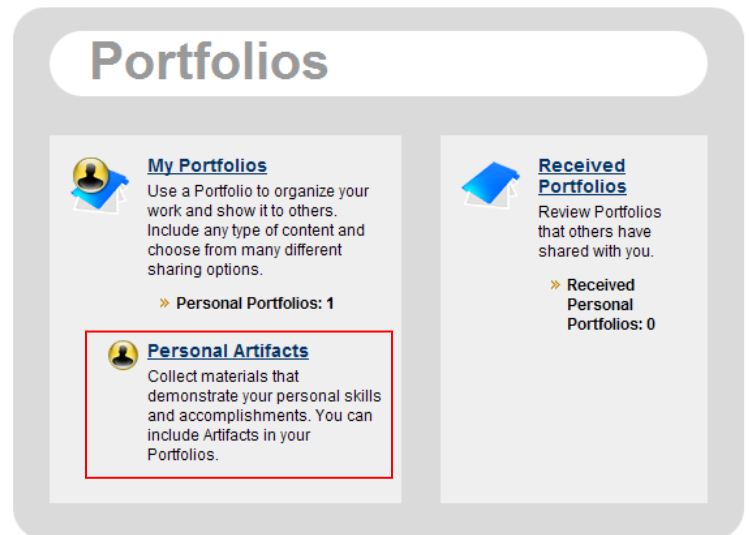 Portfolios
My Portfolios
Use a Portfolio to organize your
work and show it to others.
Include any type of content and
choose from many different
sharing options.
» Personal Portfolios: 1
Personal Artifacts
Collect materials that
demonstrate your personal skills
and accomplishments. You can
include Artifacts in your
Portfolios.
Received
Portfolios
Review Portfolios
that others have
shared with you.
» Received
Personal
Portfolios: 0